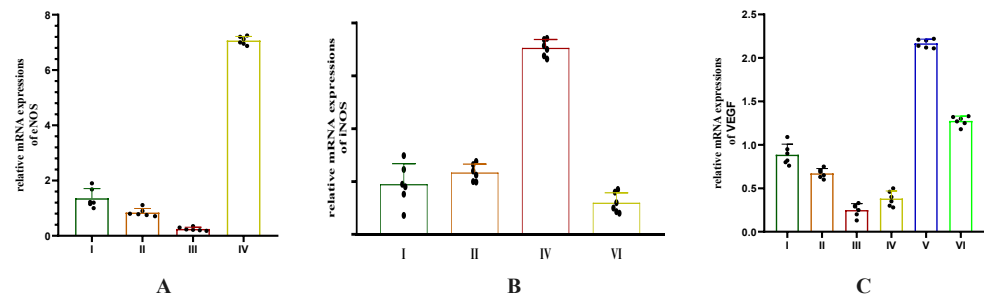 relative mRNA expressions
of eNOS
8
6
4
2
0
I II III IV
A
relative mRNA expressions
of iNOS
I II IV VI
B
relative mRNA expressions
of VEGF
2.5
2.0
1.5
1.0
0.5
0.0
I II III IV V VI
C